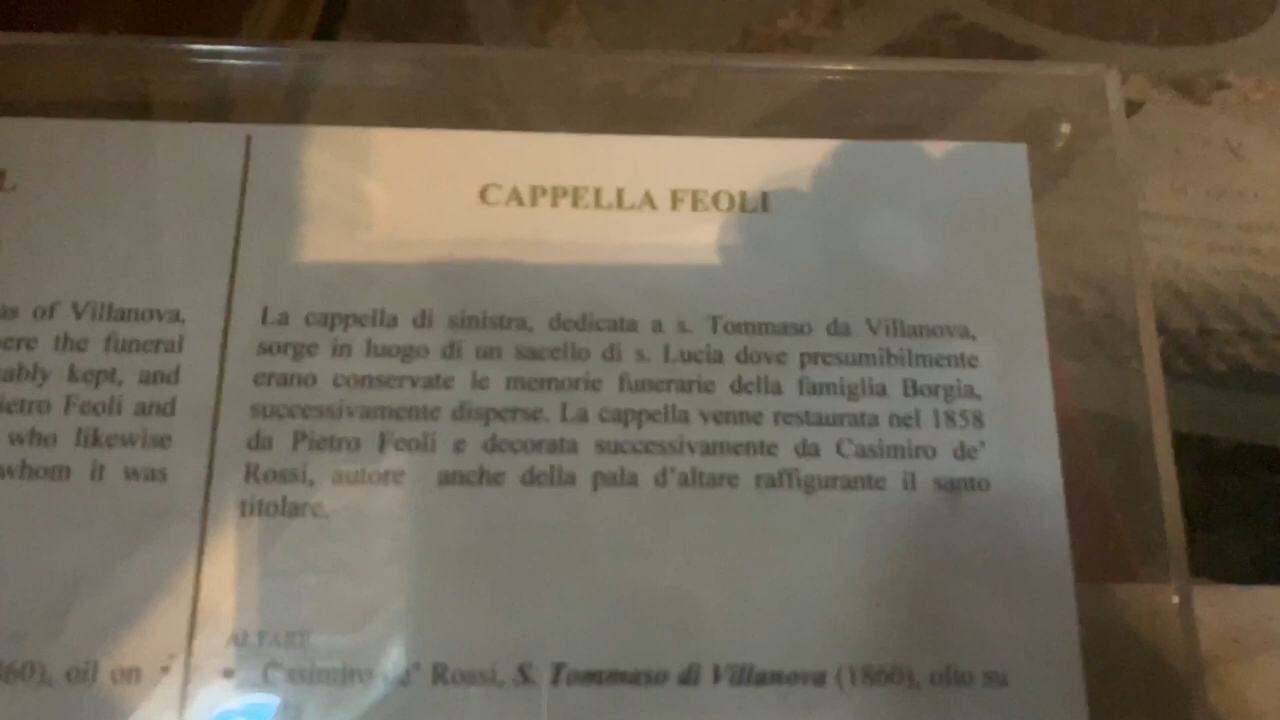 L
CAPPELLA FEOLI
as of Villanova,
ere the funeral
ably kept, and
ietro Feoli and
who likewise
whom it was
La cappella di sinistra, dedicata a s. Tommaso da Villanova,
sorge in luogo di un sacello di s. Lucia dove presumibilmente
erano conservate le memorie funerarie della famiglia Borgia,
successivamente disperse. La cappella venne restaurata nel 1858
da Pietro Feoli e decorata successivamente da Casimiro de'
Rossi, autore anche della pala d'altare raffigurante il santo
titolare.
60), oil on
ALTARE
- Casimiro de' Rossi, S. Tommaso di Villanova (1860), olio su